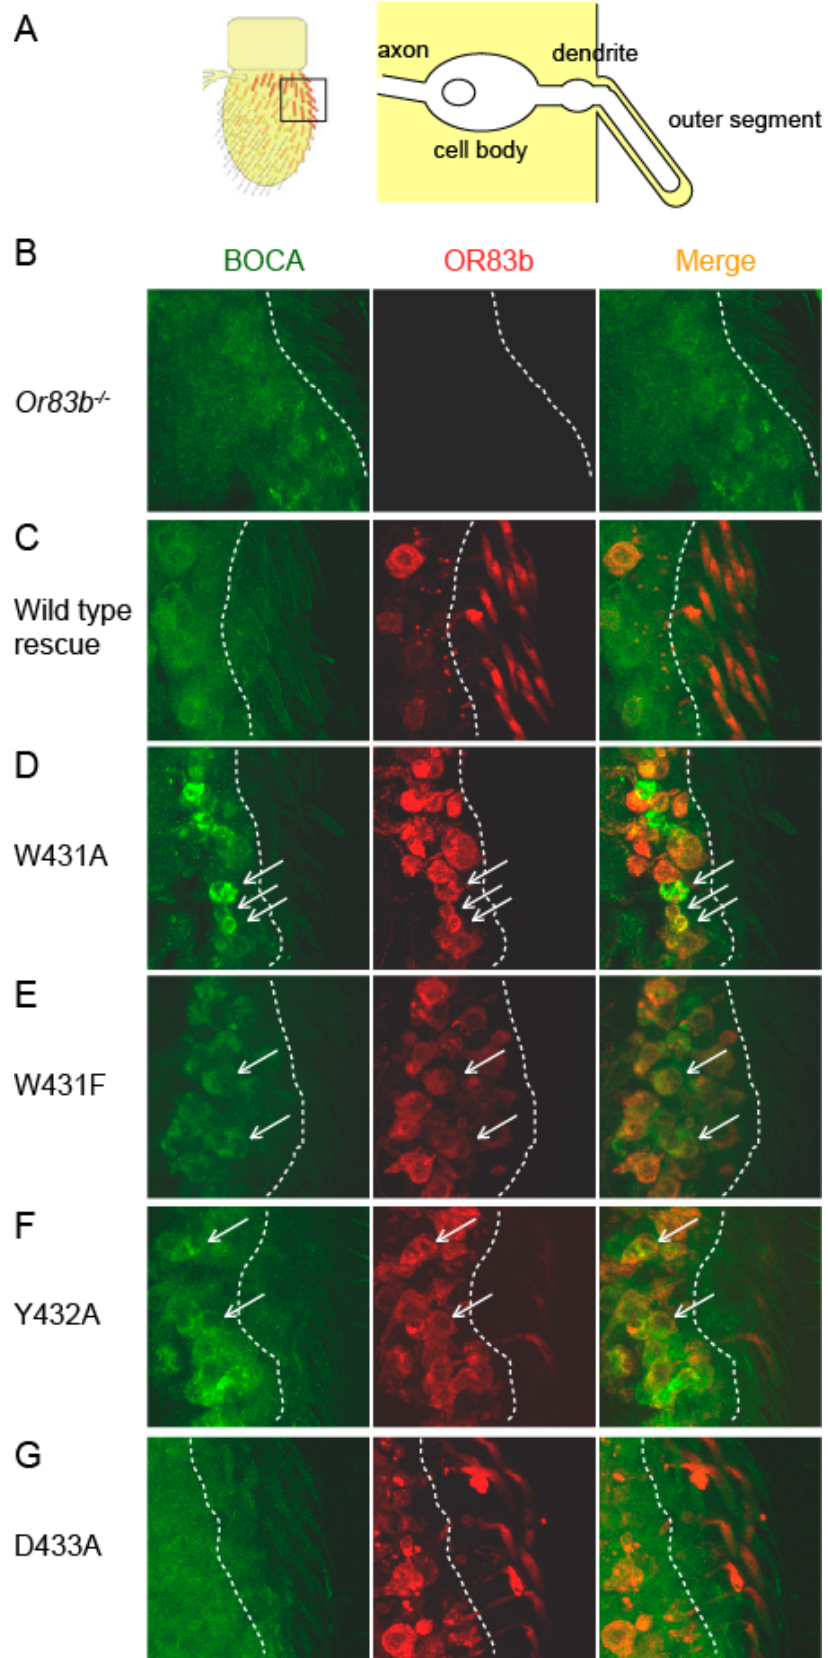 A
axon
dendrite
outer segment
cell body
B
BOCA
OR83b
Merge
Or83b-/-
C
Wild type
rescue
D
W431A
E
W431F
F
Y432A
G
D433A